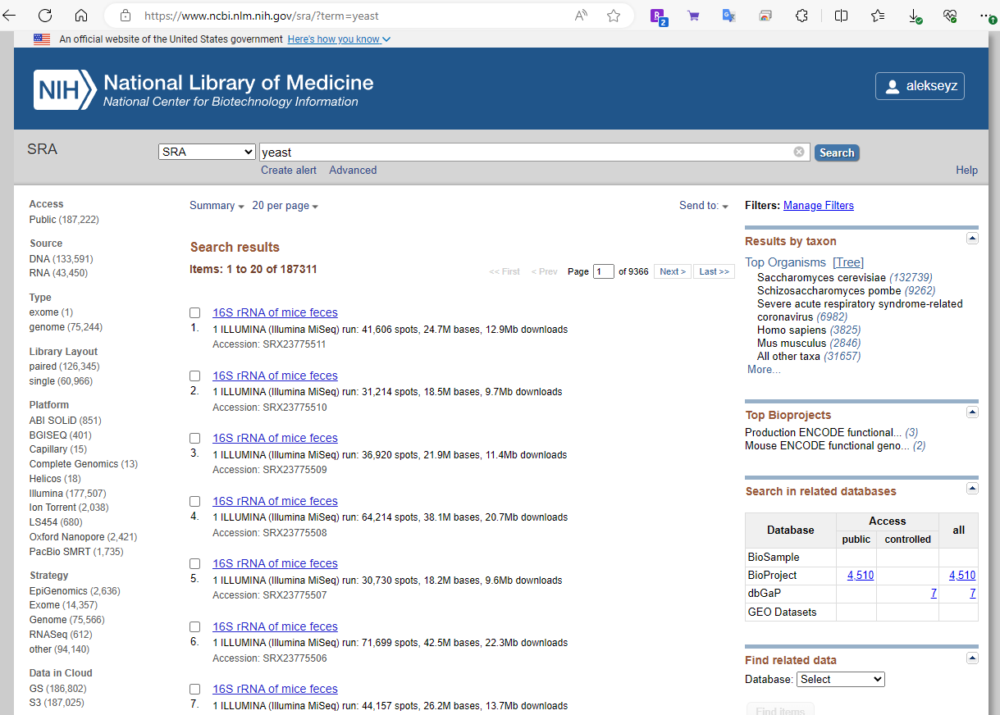 https://www.ncbi.nlm.nih.gov/sra/?term=yeast
2
An official website of the United States government Here's how you know
NIH National Library of Medicine
National Center for Biotechnology Information
alekseyz
SRA
SRA
yeast
Search
Create alert Advanced
Help
Access
Public (187,222)
Source
DNA (133,591)
RNA (43,450)
Type
exome (1)
genome (75,244)
Library Layout
paired (126,345)
single (60,966)
Platform
ABI SOLiD (851)
BGISEQ (401)
Capillary (15)
Complete Genomics (13)
Helicos (18)
Illumina (177,507)
Ion Torrent (2,038)
LS454 (680)
Oxford Nanopore (2,421)
PacBio SMRT (1,735)
Strategy
EpiGenomics (2,636)
Exome (14,357)
Genome (75,566)
RNASeq (612)
other (94,140)
Data in Cloud
GS (186,802)
S3 (187,025)
Summary 20 per page
Send to:
Search results
Items: 1 to 20 of 187311
<< First < Prev Page 1 of 9366 Next > Last >>
16S rRNA of mice feces
1. 1 ILLUMINA (Illumina MiSeq) run: 41,606 spots, 24.7M bases, 12.9Mb downloads
Accession: SRX23775511
16S rRNA of mice feces
2. 1 ILLUMINA (Illumina MiSeq) run: 31,214 spots, 18.5M bases, 9.7Mb downloads
Accession: SRX23775510
16S rRNA of mice feces
3. 1 ILLUMINA (Illumina MiSeq) run: 36,920 spots, 21.9M bases, 11.4Mb downloads
Accession: SRX23775509
16S rRNA of mice feces
4. 1 ILLUMINA (Illumina MiSeq) run: 64,214 spots, 38.1M bases, 20.7Mb downloads
Accession: SRX23775508
16S rRNA of mice feces
5. 1 ILLUMINA (Illumina MiSeq) run: 30,730 spots, 18.2M bases, 9.6Mb downloads
Accession: SRX23775507
16S rRNA of mice feces
6. 1 ILLUMINA (Illumina MiSeq) run: 71,699 spots, 42.5M bases, 22.3Mb downloads
Accession: SRX23775506
16S rRNA of mice feces
7. 1 ILLUMINA (Illumina MiSeq) run: 44,157 spots, 26.2M bases, 13.7Mb downloads
Filters: Manage Filters
Results by taxon
Top Organisms [Tree]
Saccharomyces cerevisiae (132739)
Schizosaccharomyces pombe (9262)
Severe acute respiratory syndrome-related
coronavirus (6982)
Homo sapiens (3825)
Mus musculus (2846)
All other taxa (31657)
More...
Top Bioprojects
Production ENCODE functional... (3)
Mouse ENCODE functional geno... (2)
Search in related databases
Database Access all
public controlled
BioSample
BioProject 4,510 4,510
dbGaP 7 7
GEO Datasets
Find related data
Database: Select
Find items